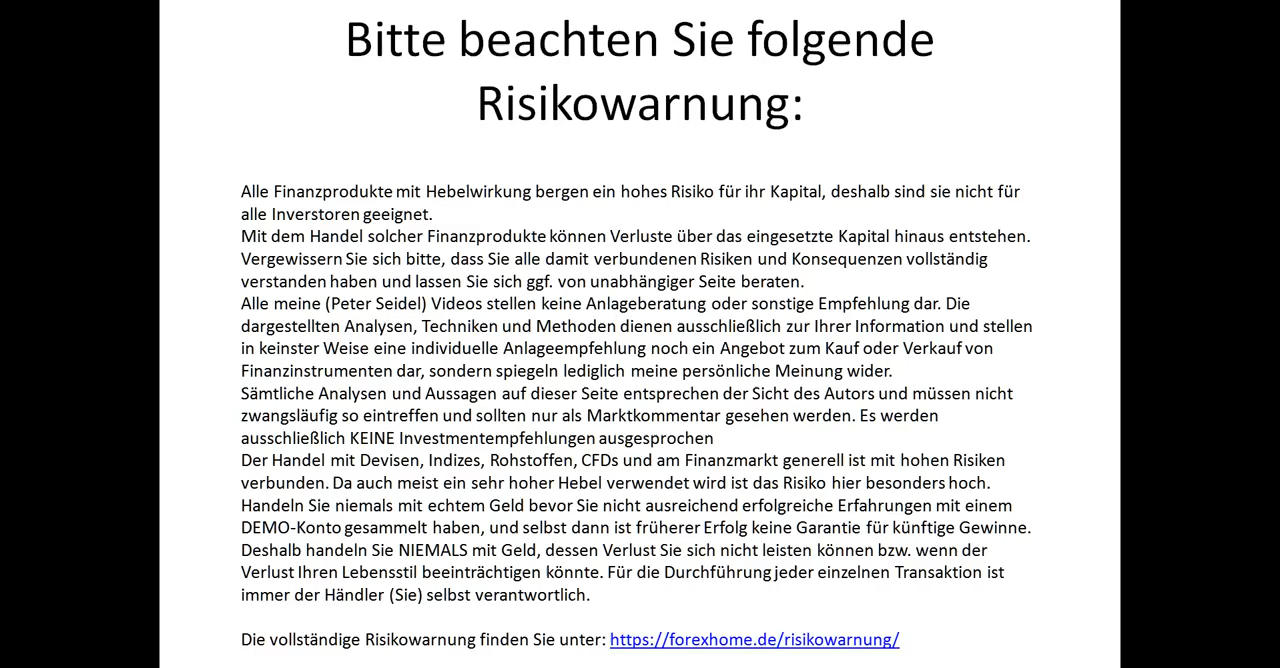 Bitte beachten Sie folgende
Risikowarnung:
Alle Finanzprodukte mit Hebelwirkung bergen ein hohes Risiko für ihr Kapital, deshalb sind sie nicht für
alle Inverstoren geeignet.
Mit dem Handel solcher Finanzprodukte können Verluste über das eingesetzte Kapital hinaus entstehen.
Vergewissern Sie sich bitte, dass Sie alle damit verbundenen Risiken und Konsequenzen vollständig
verstanden haben und lassen Sie sich ggf. von unabhängiger Seite beraten.
Alle meine (Peter Seidel) Videos stellen keine Anlageberatung oder sonstige Empfehlung dar. Die
dargestellten Analysen, Techniken und Methoden dienen ausschließlich zur Ihrer Information und stellen
in keinster Weise eine individuelle Anlageempfehlung noch ein Angebot zum Kauf oder Verkauf von
Finanzinstrumenten dar, sondern spiegeln lediglich meine persönliche Meinung wider.
Sämtliche Analysen und Aussagen auf dieser Seite entsprechen der Sicht des Autors und müssen nicht
zwangsläufig so eintreffen und sollten nur als Marktkommentar gesehen werden. Es werden
ausschließlich KEINE Investmentempfehlungen ausgesprochen
Der Handel mit Devisen, Indizes, Rohstoffen, CFDs und am Finanzmarkt generell ist mit hohen Risiken
verbunden. Da auch meist ein sehr hoher Hebel verwendet wird ist das Risiko hier besonders hoch.
Handeln Sie niemals mit echtem Geld bevor Sie nicht ausreichend erfolgreiche Erfahrungen mit einem
DEMO-Konto gesammelt haben, und selbst dann ist früherer Erfolg keine Garantie für künftige Gewinne.
Deshalb handeln Sie NIEMALS mit Geld, dessen Verlust Sie sich nicht leisten können bzw. wenn der
Verlust Ihren Lebensstil beeinträchtigen könnte. Für die Durchführung jeder einzelnen Transaktion ist
immer der Händler (Sie) selbst verantwortlich.
Die vollständige Risikowarnung finden Sie unter: https://forexhome.de/risikowarnung/